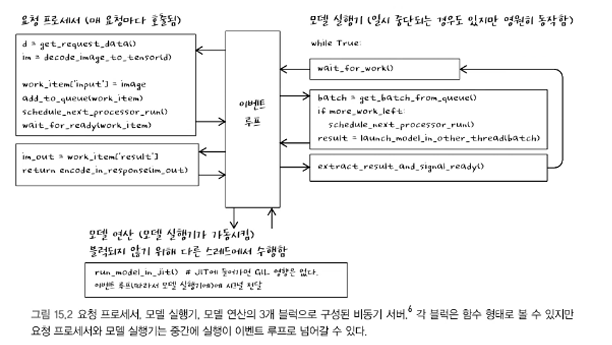 요청 프로세서 (매 요청마다 호출됨)
d = get_request_data()
im = decode_image_to_tensor(d)
work_item['input'] = image
add_to_queue(work_item)
schedule_next_processor_run()
wait_for_ready(work_item)
im_out = work_item['result']
return encode_in_response(im_out)
이벤트
루프
모델 실행기 (일시 중단되는 경우도 있지만 영원히 동작함)
while True:
wait_for_work()
batch = get_batch_from_queue()
if more_work_left:
schedule_next_processor_run()
result = launch_model_in_other_thread(batch)
extract_result_and_signal_ready()
모델 연산 (모델 실행기가 가동시킴)
블럭되지 않기 위해 다른 스레드에서 수행함
run_model_in_jit() # JIT에 들어가면 GIL 영향은 없다.
이벤트 루프(따라서 모델 실행기에)에 시그널 전달
그림 15.2 요청 프로세서, 모델 실행기, 모델 연산의 3개 블럭으로 구성된 비동기 서버.6 각 블럭은 함수 형태로 볼 수 있지만
요청 프로세서와 모델 실행기는 중간에 실행이 이벤트 루프로 넘어갈 수 있다.